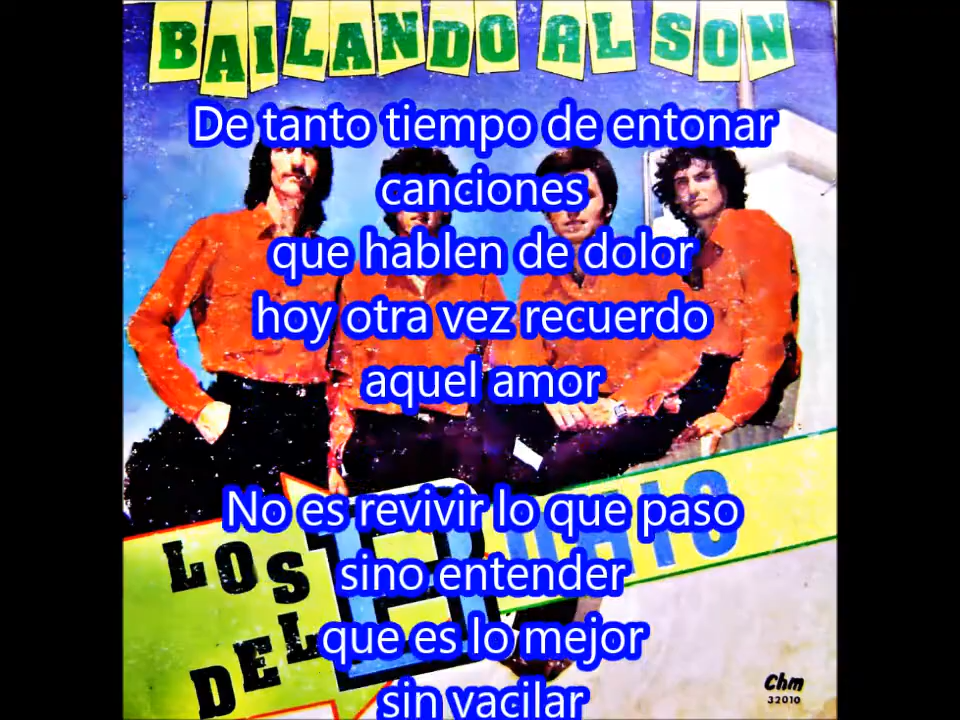 BAILANDO AL SON
De tanto tiempo de entonar
canciones
que hablen de dolor
hoy otra vez recuerdo
aquel amor
No es revivir lo que paso
sino entender
que es lo mejor
sin vacilar
LOS
DEL
Chm
32010